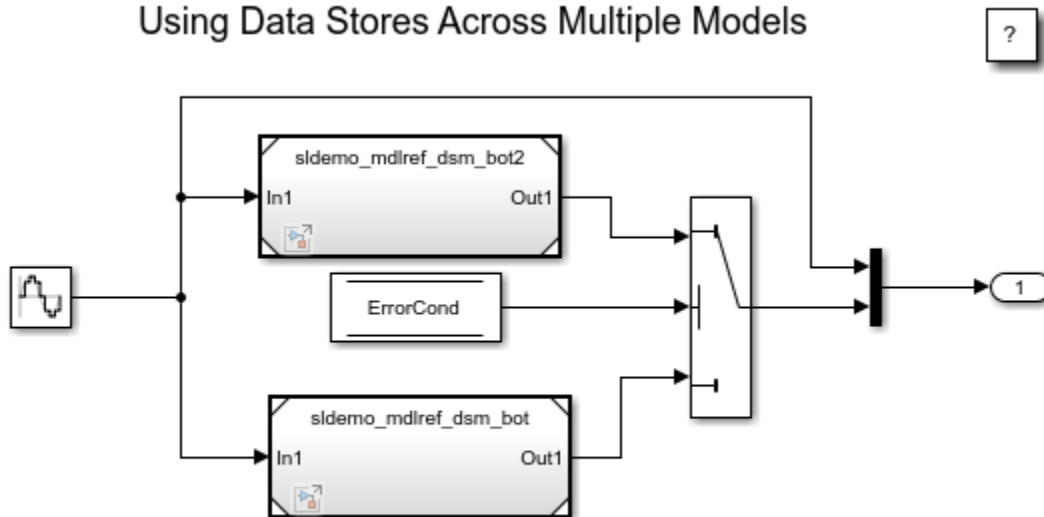 Using Data Stores Across Multiple Models
?
sldemo_mdlref_dsm_bot2
In1
Out1
ErrorCond
1
sldemo_mdlref_dsm_bot
In1
Out1